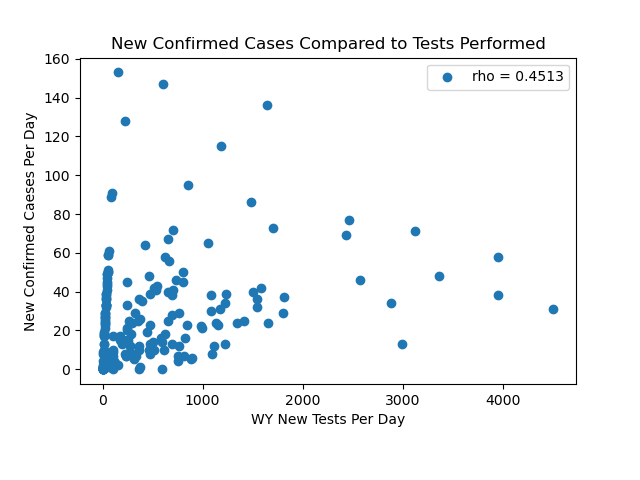 New Confirmed Cases Compared to Tests Performed
rho = 0.4513
New Confirmed Caeses Per Day
160
140
120
100
80
60
40
20
0
0 1000 2000 3000 4000
WY New Tests Per Day